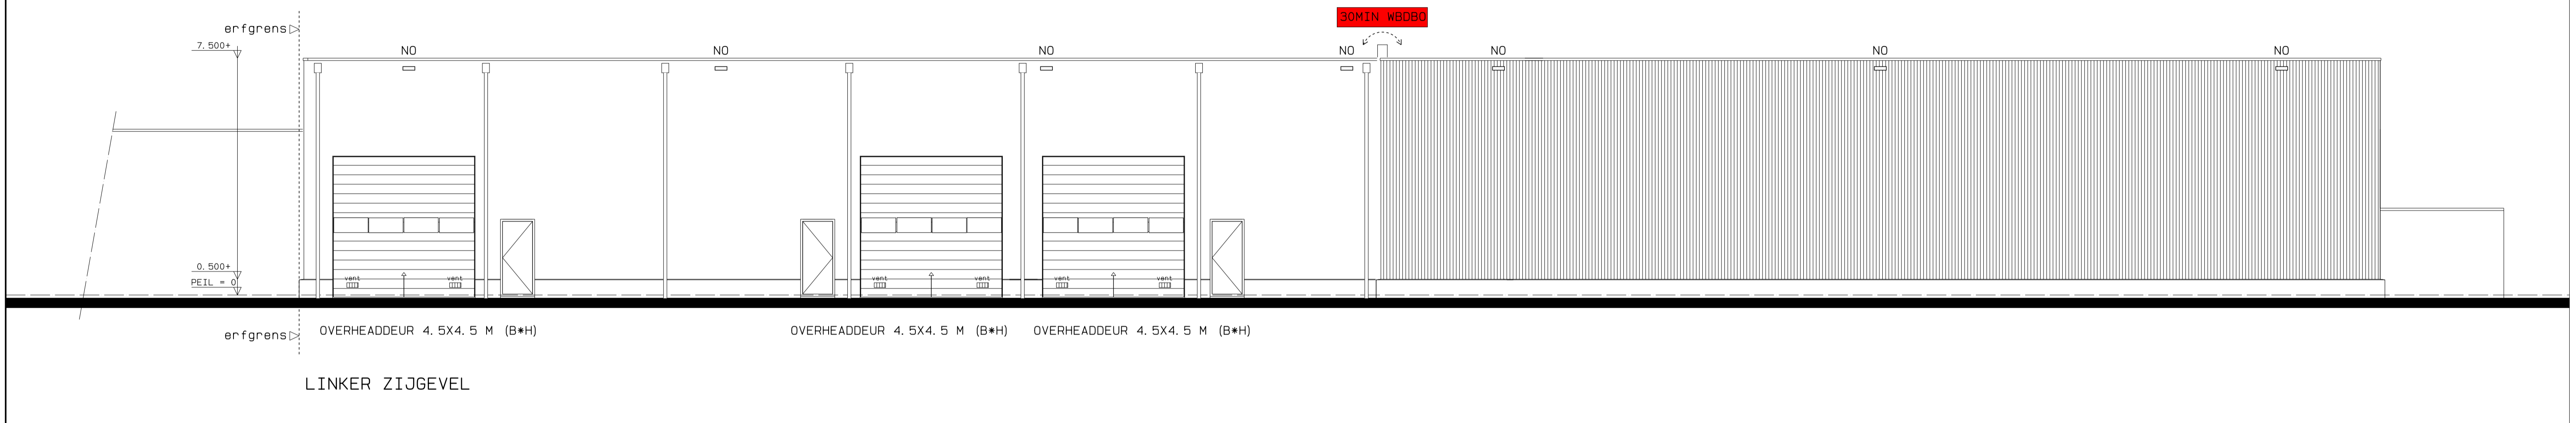 30MIN WBDBO
erfgrens
7,500+
NO NO NO NO NO NO NO
0,500+
PEIL = 0
vent vent vent vent vent vent
erfgrens
OVERHEADDEUR 4.5X4.5 M (B*H) OVERHEADDEUR 4.5X4.5 M (B*H) OVERHEADDEUR 4.5X4.5 M (B*H)
LINKER ZIJGEVEL